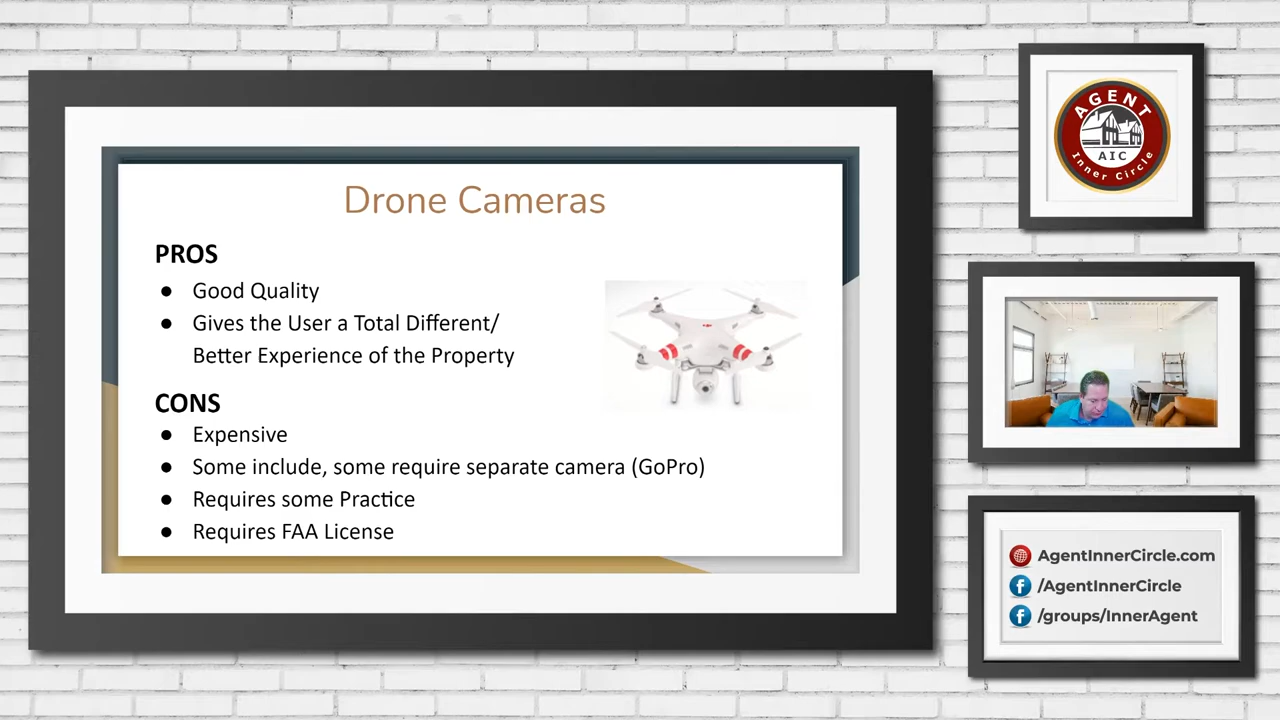 Drone Cameras
PROS
● Good Quality
● Gives the User a Total Different/
Better Experience of the Property
CONS
● Expensive
● Some include, some require separate camera (GoPro)
● Requires some Practice
● Requires FAA License
AGENT
AIC
Inner Circle
AgentInnerCircle.com
/AgentInnerCircle
/groups/InnerAgent